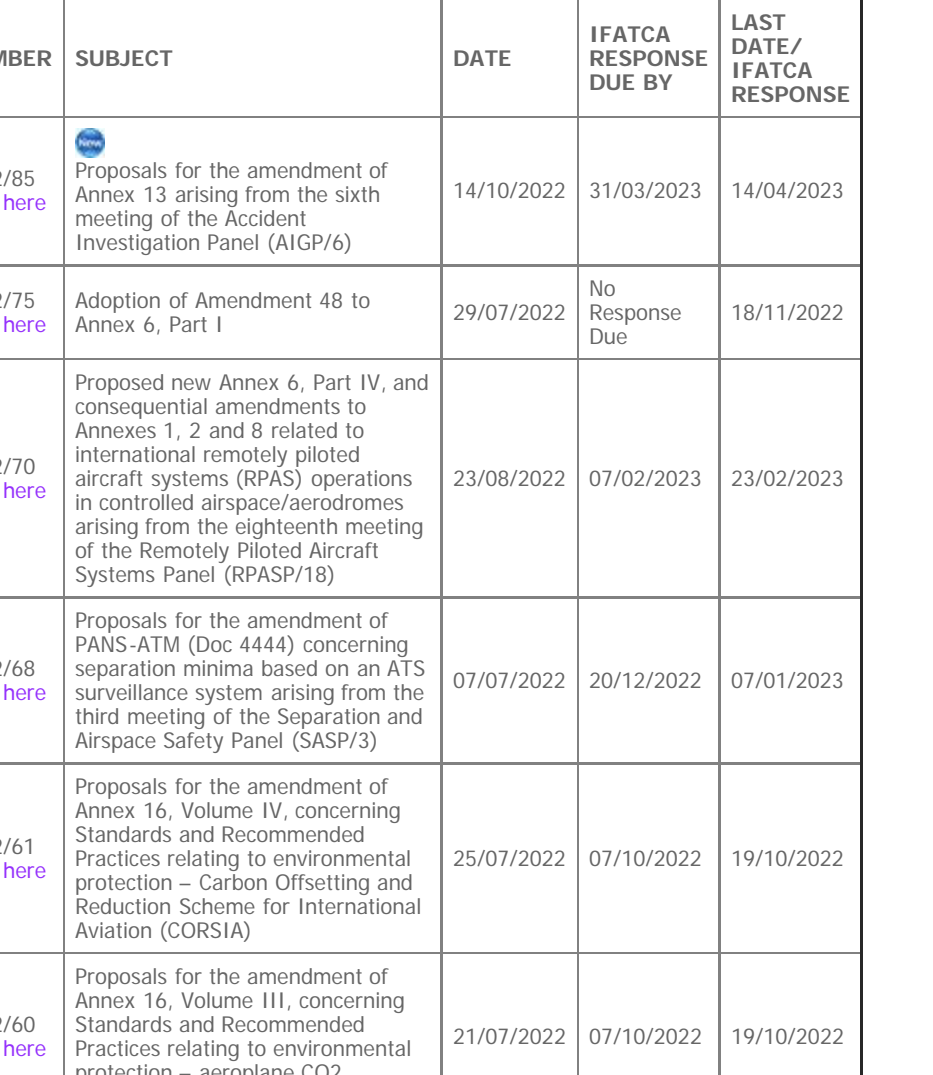 MBER
SUBJECT
DATE
IFATCA
RESPONSE
DUE BY
LAST
DATE/
IFATCA
RESPONSE
2/85
here
New
Proposals for the amendment of
Annex 13 arising from the sixth
meeting of the Accident
Investigation Panel (AIGP/6)
14/10/2022
31/03/2023
14/04/2023
2/75
here
Adoption of Amendment 48 to
Annex 6, Part I
29/07/2022
No
Response
Due
18/11/2022
2/70
here
Proposed new Annex 6, Part IV, and
consequential amendments to
Annexes 1, 2 and 8 related to
international remotely piloted
aircraft systems (RPAS) operations
in controlled airspace/aerodromes
arising from the eighteenth meeting
of the Remotely Piloted Aircraft
Systems Panel (RPASP/18)
23/08/2022
07/02/2023
23/02/2023
2/68
here
Proposals for the amendment of
PANS-ATM (Doc 4444) concerning
separation minima based on an ATS
surveillance system arising from the
third meeting of the Separation and
Airspace Safety Panel (SASP/3)
07/07/2022
20/12/2022
07/01/2023
2/61
here
Proposals for the amendment of
Annex 16, Volume IV, concerning
Standards and Recommended
Practices relating to environmental
protection – Carbon Offsetting and
Reduction Scheme for International
Aviation (CORSIA)
25/07/2022
07/10/2022
19/10/2022
2/60
here
Proposals for the amendment of
Annex 16, Volume III, concerning
Standards and Recommended
Practices relating to environmental
protection – aeroplane CO2
21/07/2022
07/10/2022
19/10/2022